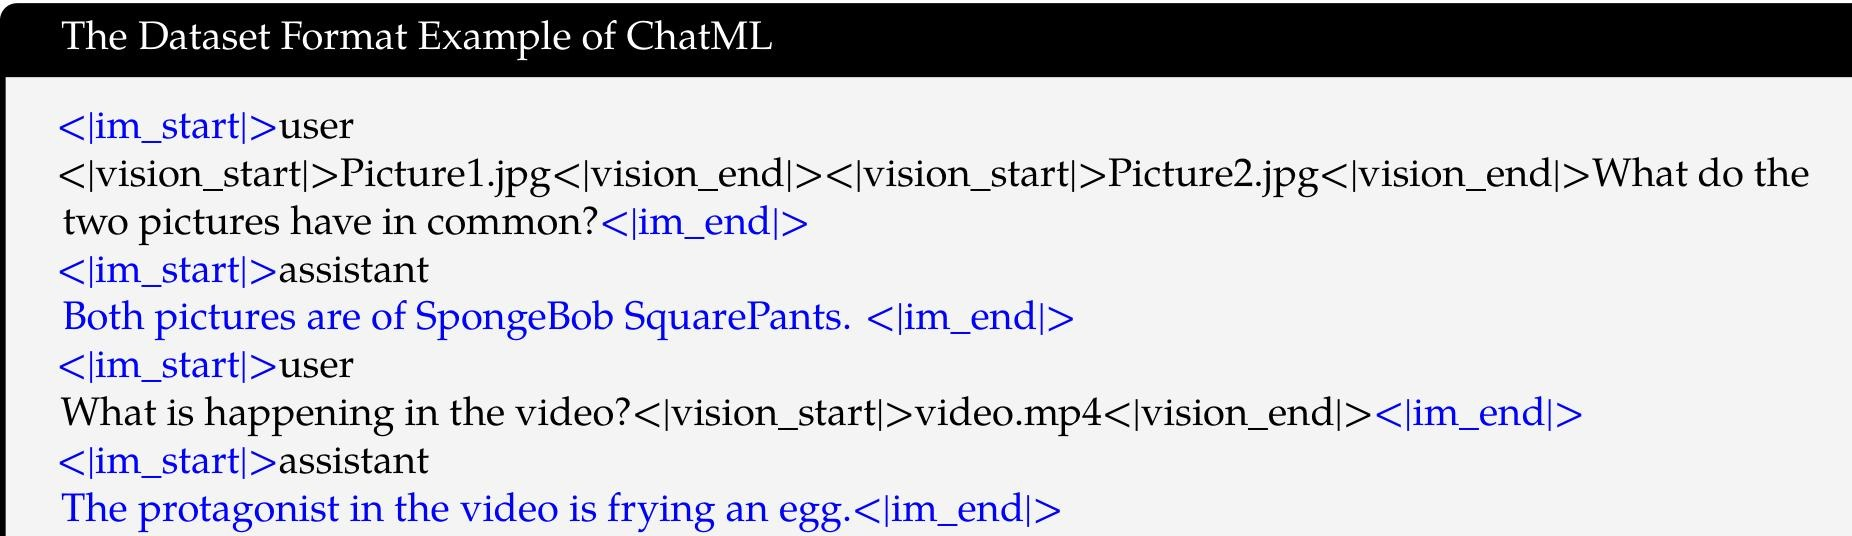 The Dataset Format Example of ChatML
<|im_start|>user
<|vision_start|>Picture1.jpg<|vision_end|><|vision_start|>Picture2.jpg<|vision_end|>What do the
two pictures have in common?<|im_end|>
<|im_start|>assistant
Both pictures are of SpongeBob SquarePants. <|im_end|>
<|im_start|>user
What is happening in the video?<|vision_start|>video.mp4<|vision_end|><|im_end|>
<|im_start|>assistant
The protagonist in the video is frying an egg.<|im_end|>